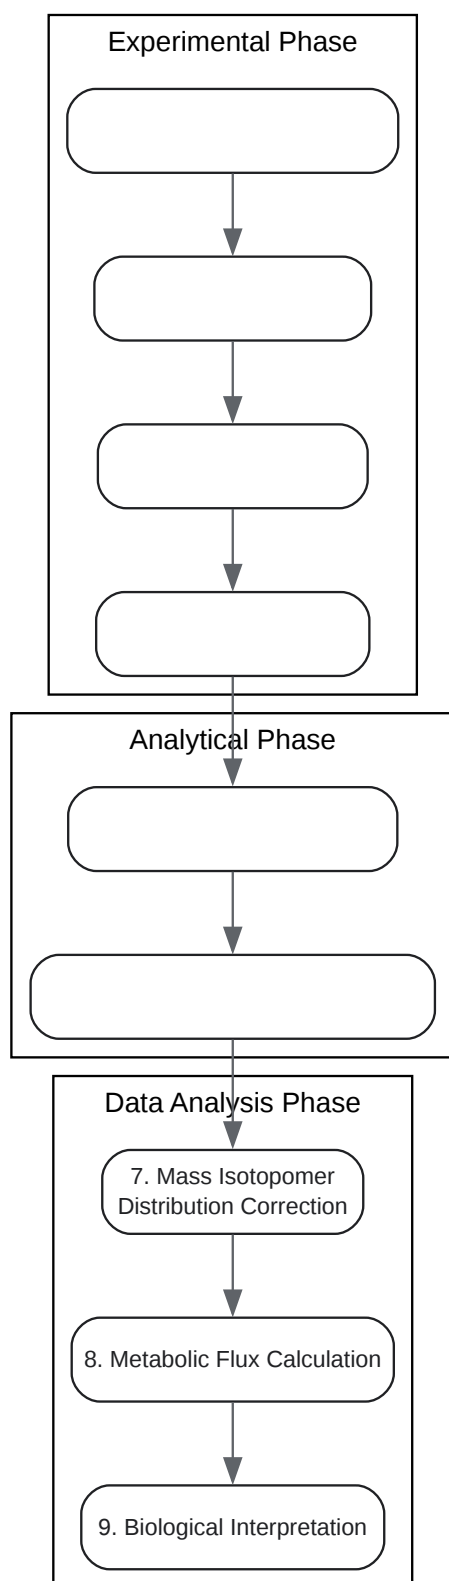 Experimental Phase
Analytical Phase
Data Analysis Phase
7. Mass Isotopomer
Distribution Correction
8. Metabolic Flux Calculation
9. Biological Interpretation